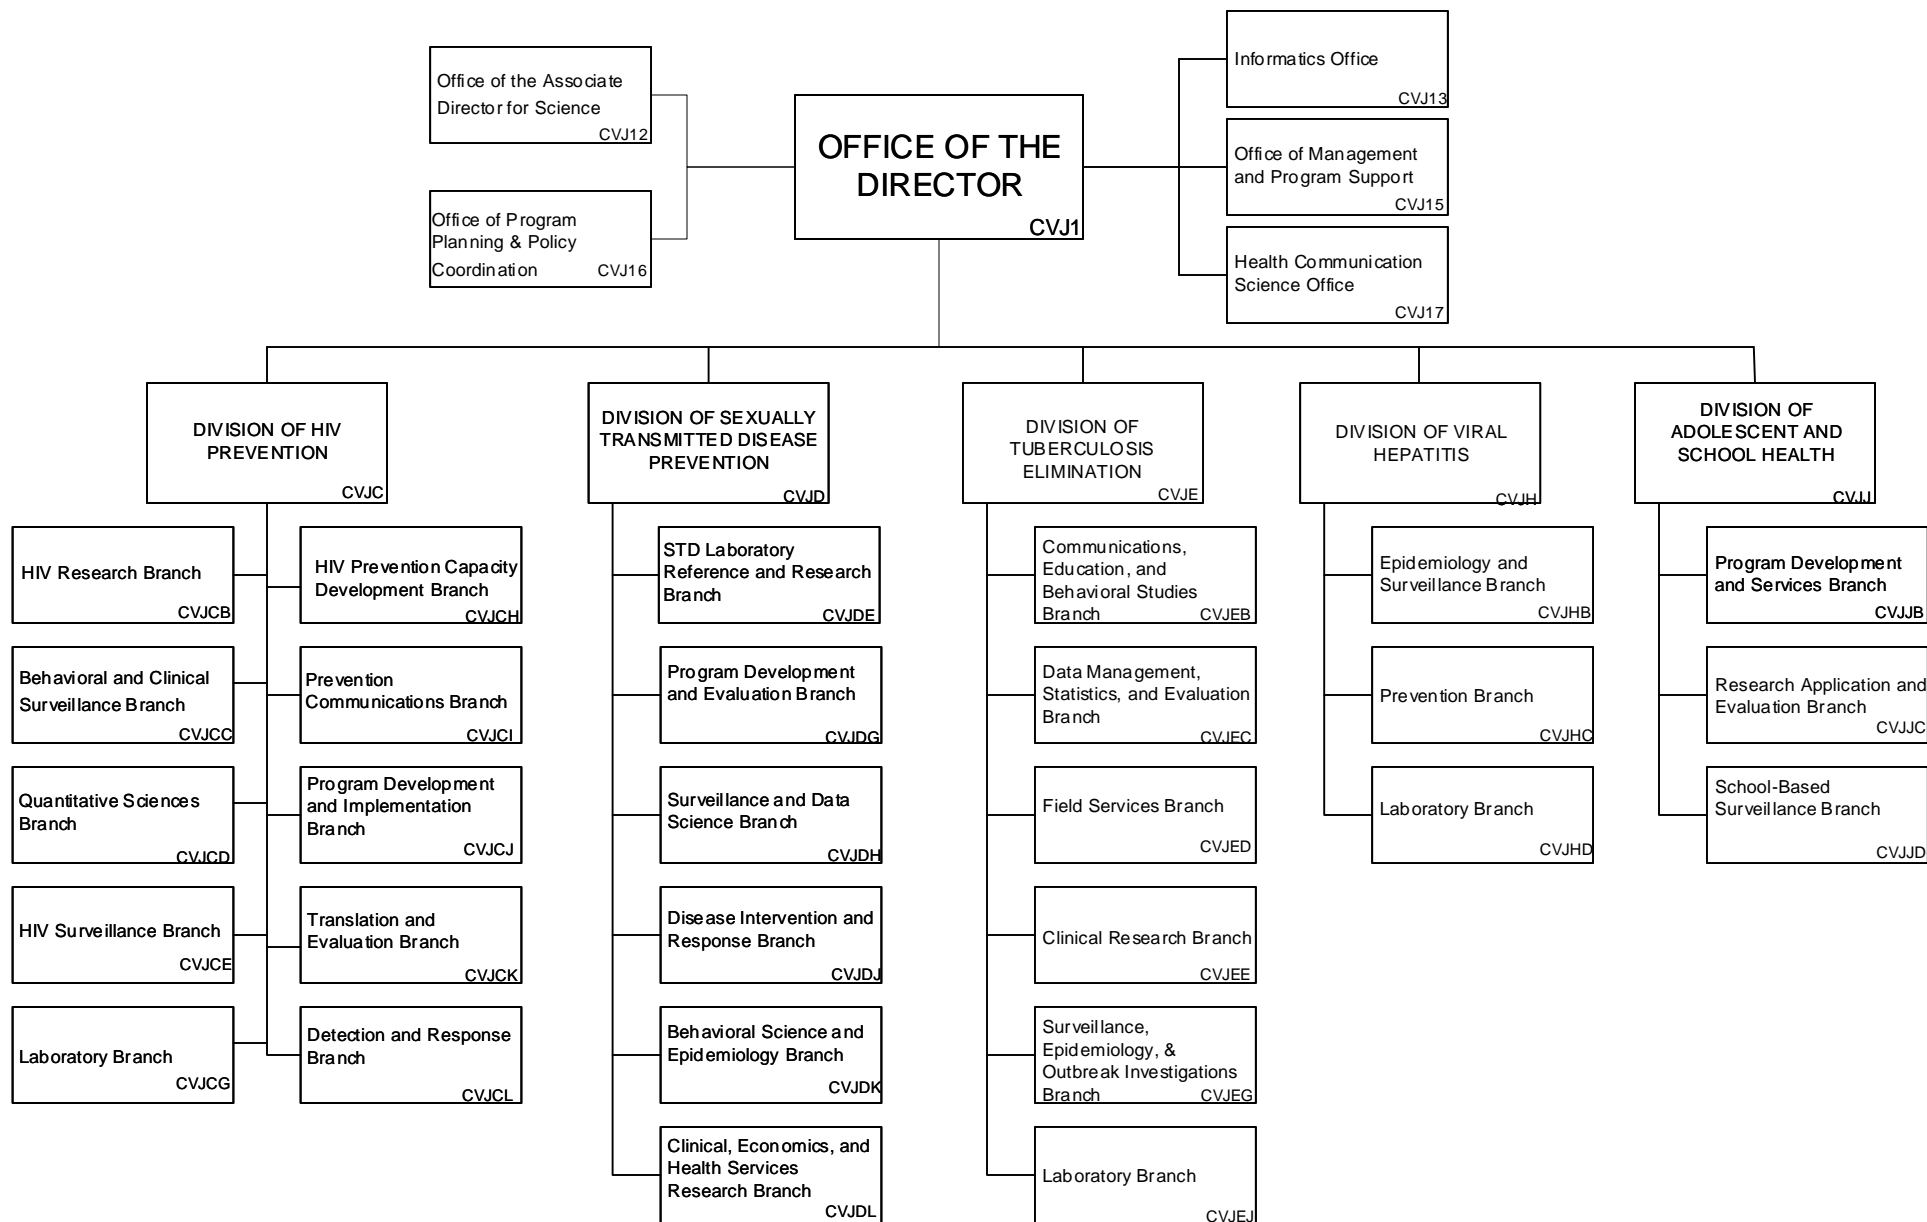 Office of the Associate
Director for Science
CVJ12
Office of Program
Planning & Policy
Coordination CVJ16
OFFICE OF THE
DIRECTOR
CVJ1
Informatics Office
CVJ13
Office of Management
and Program Support
CVJ15
Health Communication
Science Office
CVJ17
DIVISION OF HIV
PREVENTION
CVJC
HIV Research Branch
CVJCB
Behavioral and Clinical
Surveillance Branch
CVJCC
Quantitative Sciences
Branch
CVJCD
HIV Surveillance Branch
CVJCE
Laboratory Branch
CVJCG
HIV Prevention Capacity
Development Branch
CVJCH
Prevention
Communications Branch
CVJCI
Program Development
and Implementation
Branch
CVJCJ
Translation and
Evaluation Branch
CVJCK
Detection and Response
Branch
CVJCL
DIVISION OF SEXUALLY
TRANSMITTED DISEASE
PREVENTION
CVJD
STD Laboratory
Reference and Research
Branch
CVJDE
Program Development
and Evaluation Branch
CVJDG
Surveillance and Data
Science Branch
CVJDH
Disease Intervention and
Response Branch
CVJDJ
Behavioral Science and
Epidemiology Branch
CVJDK
Clinical, Economics, and
Health Services
Research Branch
CVJDL
DIVISION OF
TUBERCULOSIS
ELIMINATION
CVJE
Communications,
Education, and
Behavioral Studies
Branch CVJEB
Data Management,
Statistics, and Evaluation
Branch
CVJEC
Field Services Branch
CVJED
Clinical Research Branch
CVJEE
Surveillance,
Epidemiology, &
Outbreak Investigations
Branch CVJEG
Laboratory Branch
CVJEJ
DIVISION OF VIRAL
HEPATITIS
CVJH
Epidemiology and
Surveillance Branch
CVJHB
Prevention Branch
CVJHC
Laboratory Branch
CVJHD
DIVISION OF
ADOLESCENT AND
SCHOOL HEALTH
CVJJ
Program Development
and Services Branch
CVJJB
Research Application and
Evaluation Branch
CVJJC
School-Based
Surveillance Branch
CVJJD